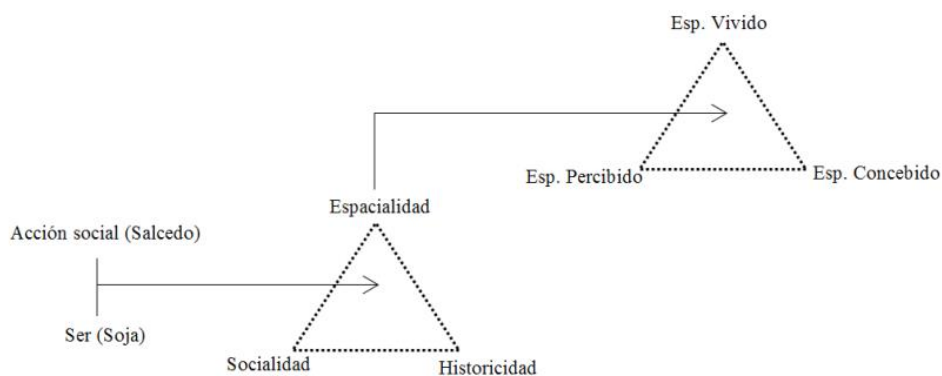 Esp. Vivido
Esp. Percibido
Esp. Concebido
Espacialidad
Acción social (Salcedo)
Ser (Soja)
Socialidad
Historicidad